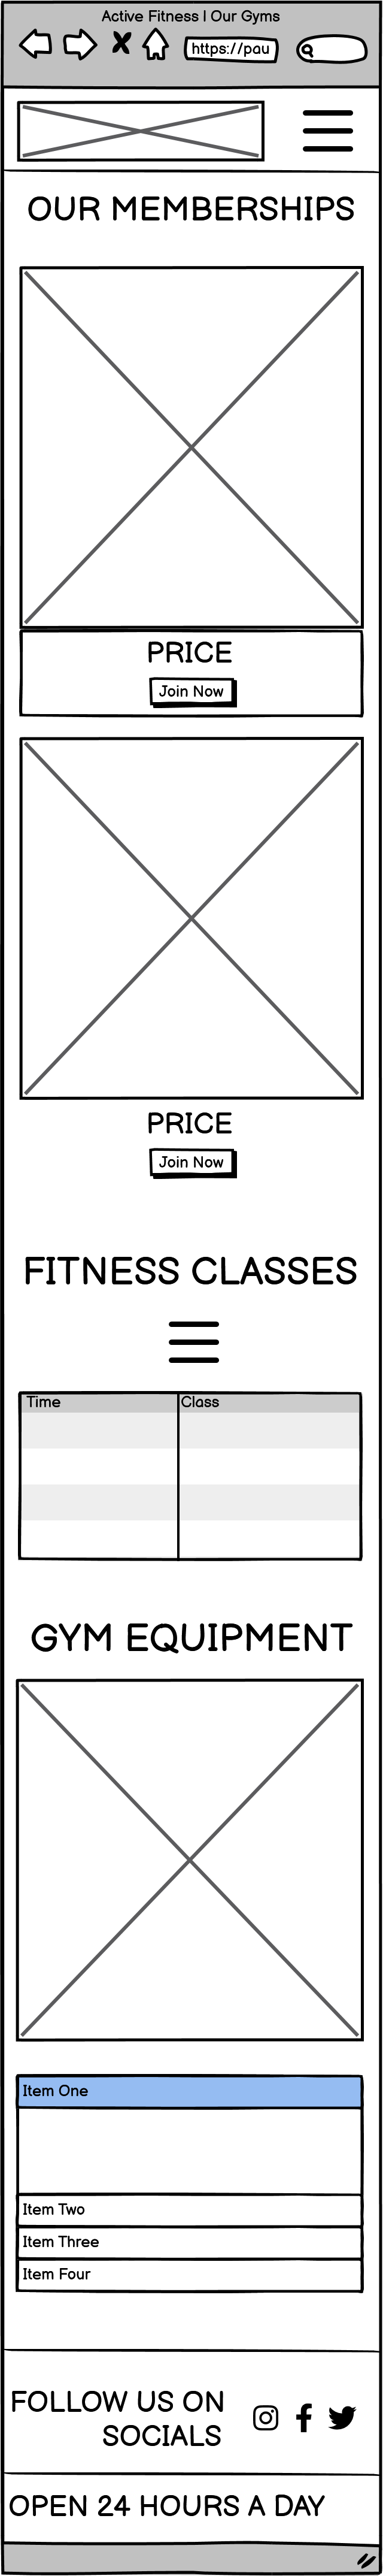 Active Fitness | Our Gyms
https://pau
OUR MEMBERSHIPS
PRICE
Join Now
PRICE
Join Now
FITNESS CLASSES
Time Class
GYM EQUIPMENT
Item One
Item Two
Item Three
Item Four
FOLLOW US ON
SOCIALS
OPEN 24 HOURS A DAY